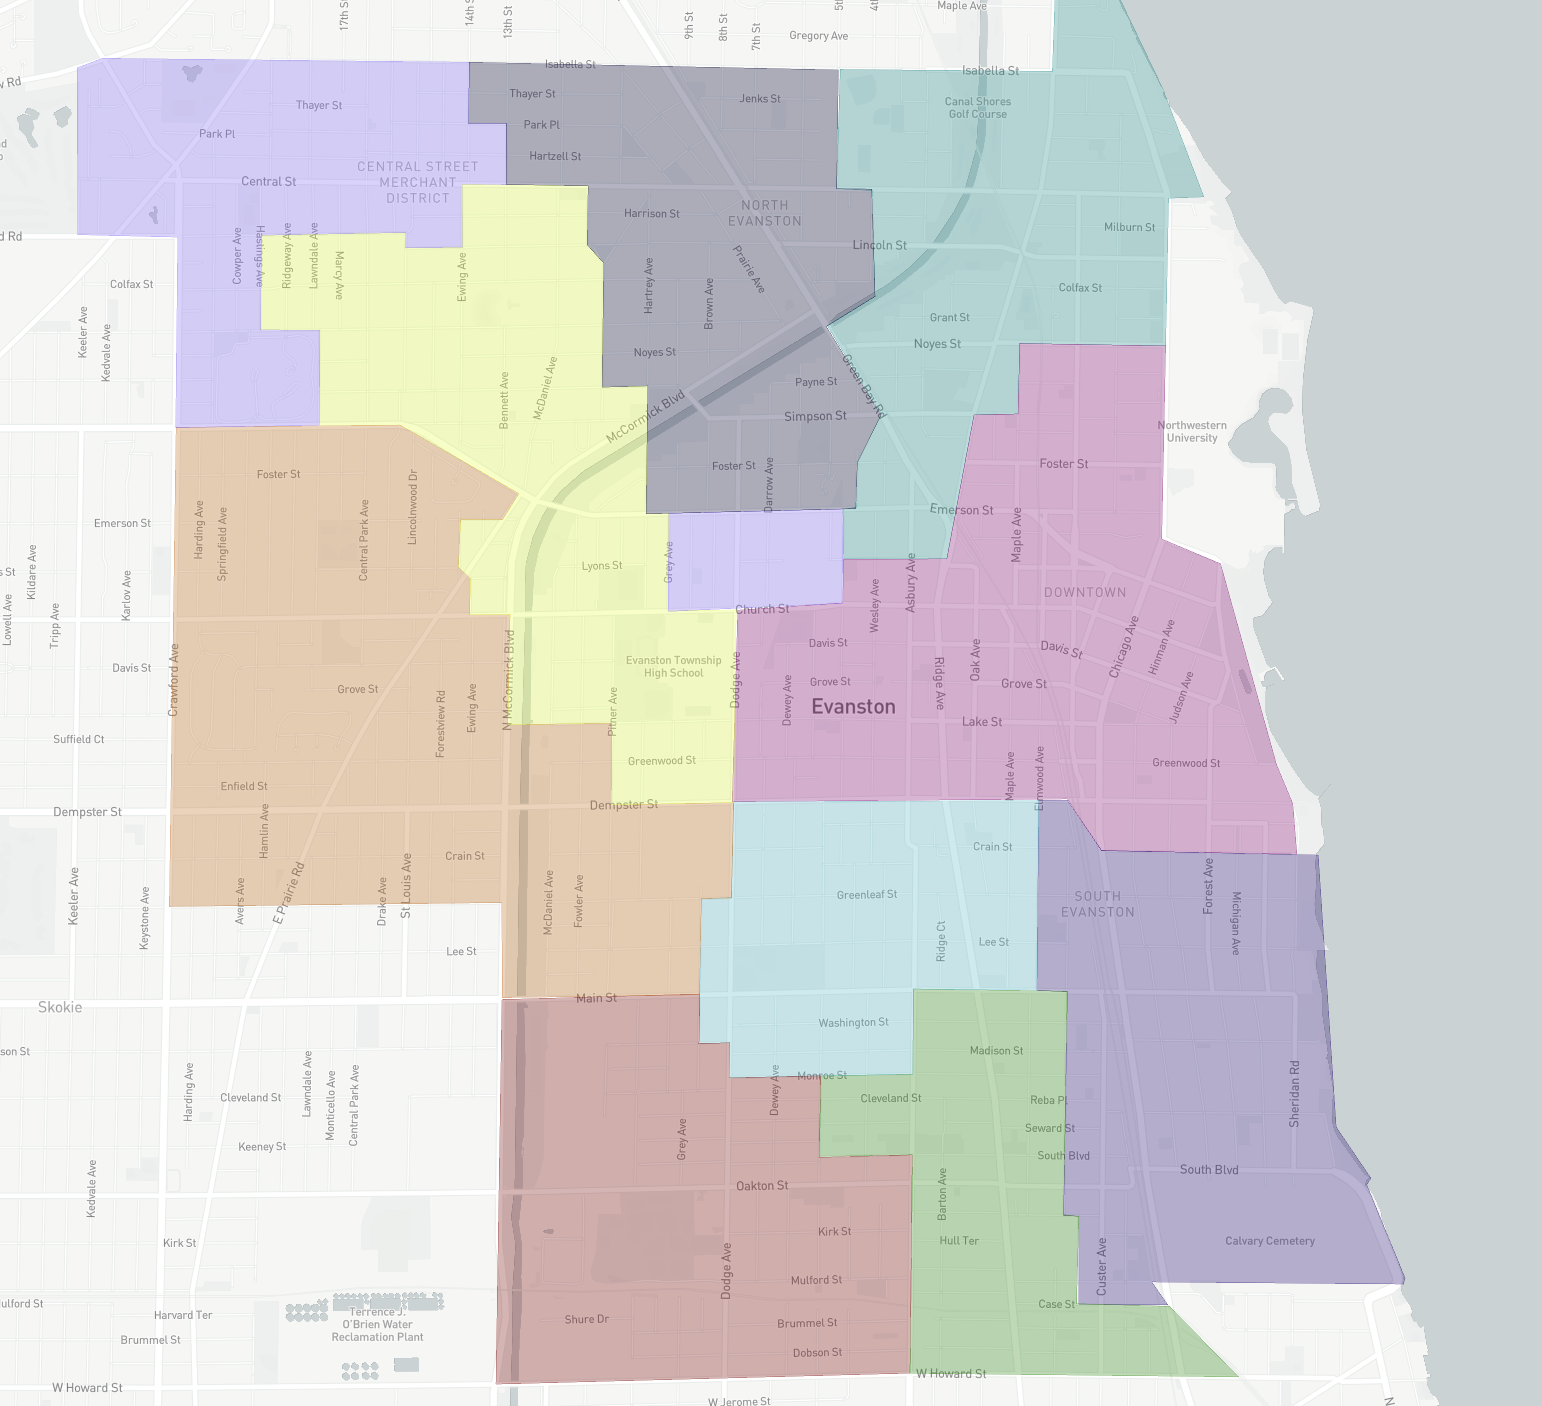 17th St
14th St
13th St
9th St
8th St
7th St
Gregory Ave
Maple Ave
Isabella St
Isabella St
Thayer St
Jenks St
Thayer St
Canal Shores
Golf Course
Park Pl
Park Pl
Hartzell St
CENTRAL STREET
MERCHANT
DISTRICT
Central St
NORTH
EVANSTON
Harrison St
Milburn St
Lincoln St
Cowper Ave
Hastings Ave
Ridgeway Ave
Lawndale Ave
Marcy Ave
Ewing Ave
Hartrey Ave
Brown Ave
Prairie Ave
Colfax St
Colfax St
Grant St
Keeler Ave
Kedvale Ave
Noyes St
Noyes St
Payne St
Green Bay Rd
Bennett Ave
McDaniel Ave
McCormick Blvd
Simpson St
Northwestern
University
Foster St
Foster St
Foster St
Darrow Ave
Lincolnwood Dr
Central Park Ave
Harding Ave
Springfield Ave
Emerson St
Emerson St
Maple Ave
Lyons St
Grey Ave
Asbury Ave
Wesley Ave
DOWNTOWN
Kildare Ave
Karlov Ave
Lowell Ave
Tripp Ave
Church St
Davis St
Davis St
Davis St
Chicago Ave
Hinman Ave
Judson Ave
Oak Ave
Ridge Ave
Evanston Township
High School
Dodge Ave
Dewey Ave
Pitner Ave
N McCormick Blvd
Crawford Ave
Grove St
Grove St
Grove St
Forestview Rd
Ewing Ave
Evanston
Lake St
Suffield Ct
Greenwood St
Greenwood St
Maple Ave
Elmwood Ave
Enfield St
Dempster St
Dempster St
Hamlin Ave
Crain St
Crain St
E Prairie Rd
Avers Ave
Drake Ave
St Louis Ave
Keeler Ave
Keystone Ave
McDaniel Ave
Fowler Ave
Greenleaf St
SOUTH
EVANSTON
Forest Ave
Michigan Ave
Ridge Ct
Lee St
Lee St
Main St
Skokie
Washington St
Madison St
Monroe St
Dewey Ave
Cleveland St
Cleveland St
Reba Pl
Harding Ave
Lawndale Ave
Monticello Ave
Central Park Ave
Sheridan Rd
Seward St
Grey Ave
Keeney St
South Blvd
South Blvd
Kedvale Ave
Oakton St
Barton Ave
Kirk St
Kirk St
Hull Ter
Calvary Cemetery
Custer Ave
Dodge Ave
Mulford St
Case St
Harvard Ter
Terrence J.
O'Brien Water
Reclamation Plant
Shure Dr
Brummel St
Brummel St
Dobson St
W Howard St
W Howard St
W Jerome St